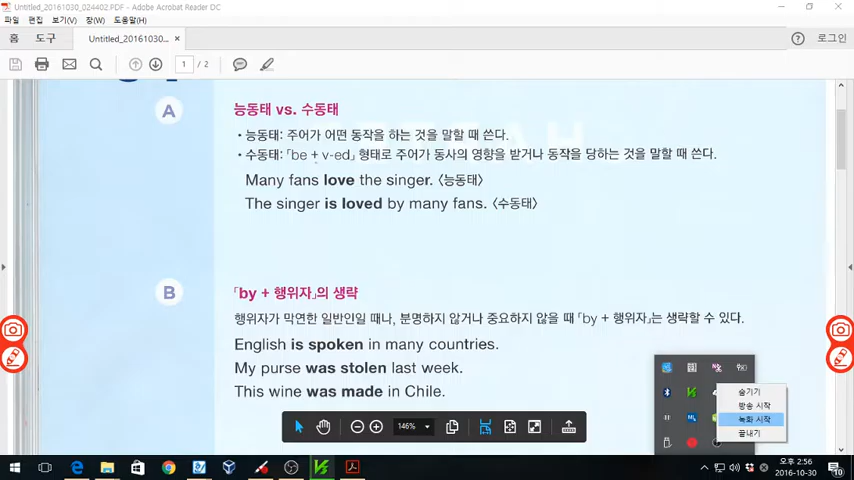 Untitled_20161030_024402.PDF - Adobe Acrobat Reader DC
파일 편집 보기(V) 창(W) 도움말(H)
홈 도구 Untitled_20161030... × 로그인
1 / 2
A
능동태 vs. 수동태
• 능동태: 주어가 어떤 동작을 하는 것을 말할 때 쓴다.
• 수동태: 「be + v-ed」 형태로 주어가 동사의 영향을 받거나 동작을 당하는 것을 말할 때 쓴다.
Many fans love the singer. 〈능동태〉
The singer is loved by many fans. 〈수동태〉
B
「by + 행위자」의 생략
행위자가 막연한 일반인일 때나, 분명하지 않거나 중요하지 않을 때 「by + 행위자」는 생략할 수 있다.
English is spoken in many countries.
My purse was stolen last week.
This wine was made in Chile.
숨기기
방송 시작
녹화 시작
끝내기
146%
오후 2:56
2016-10-30
10